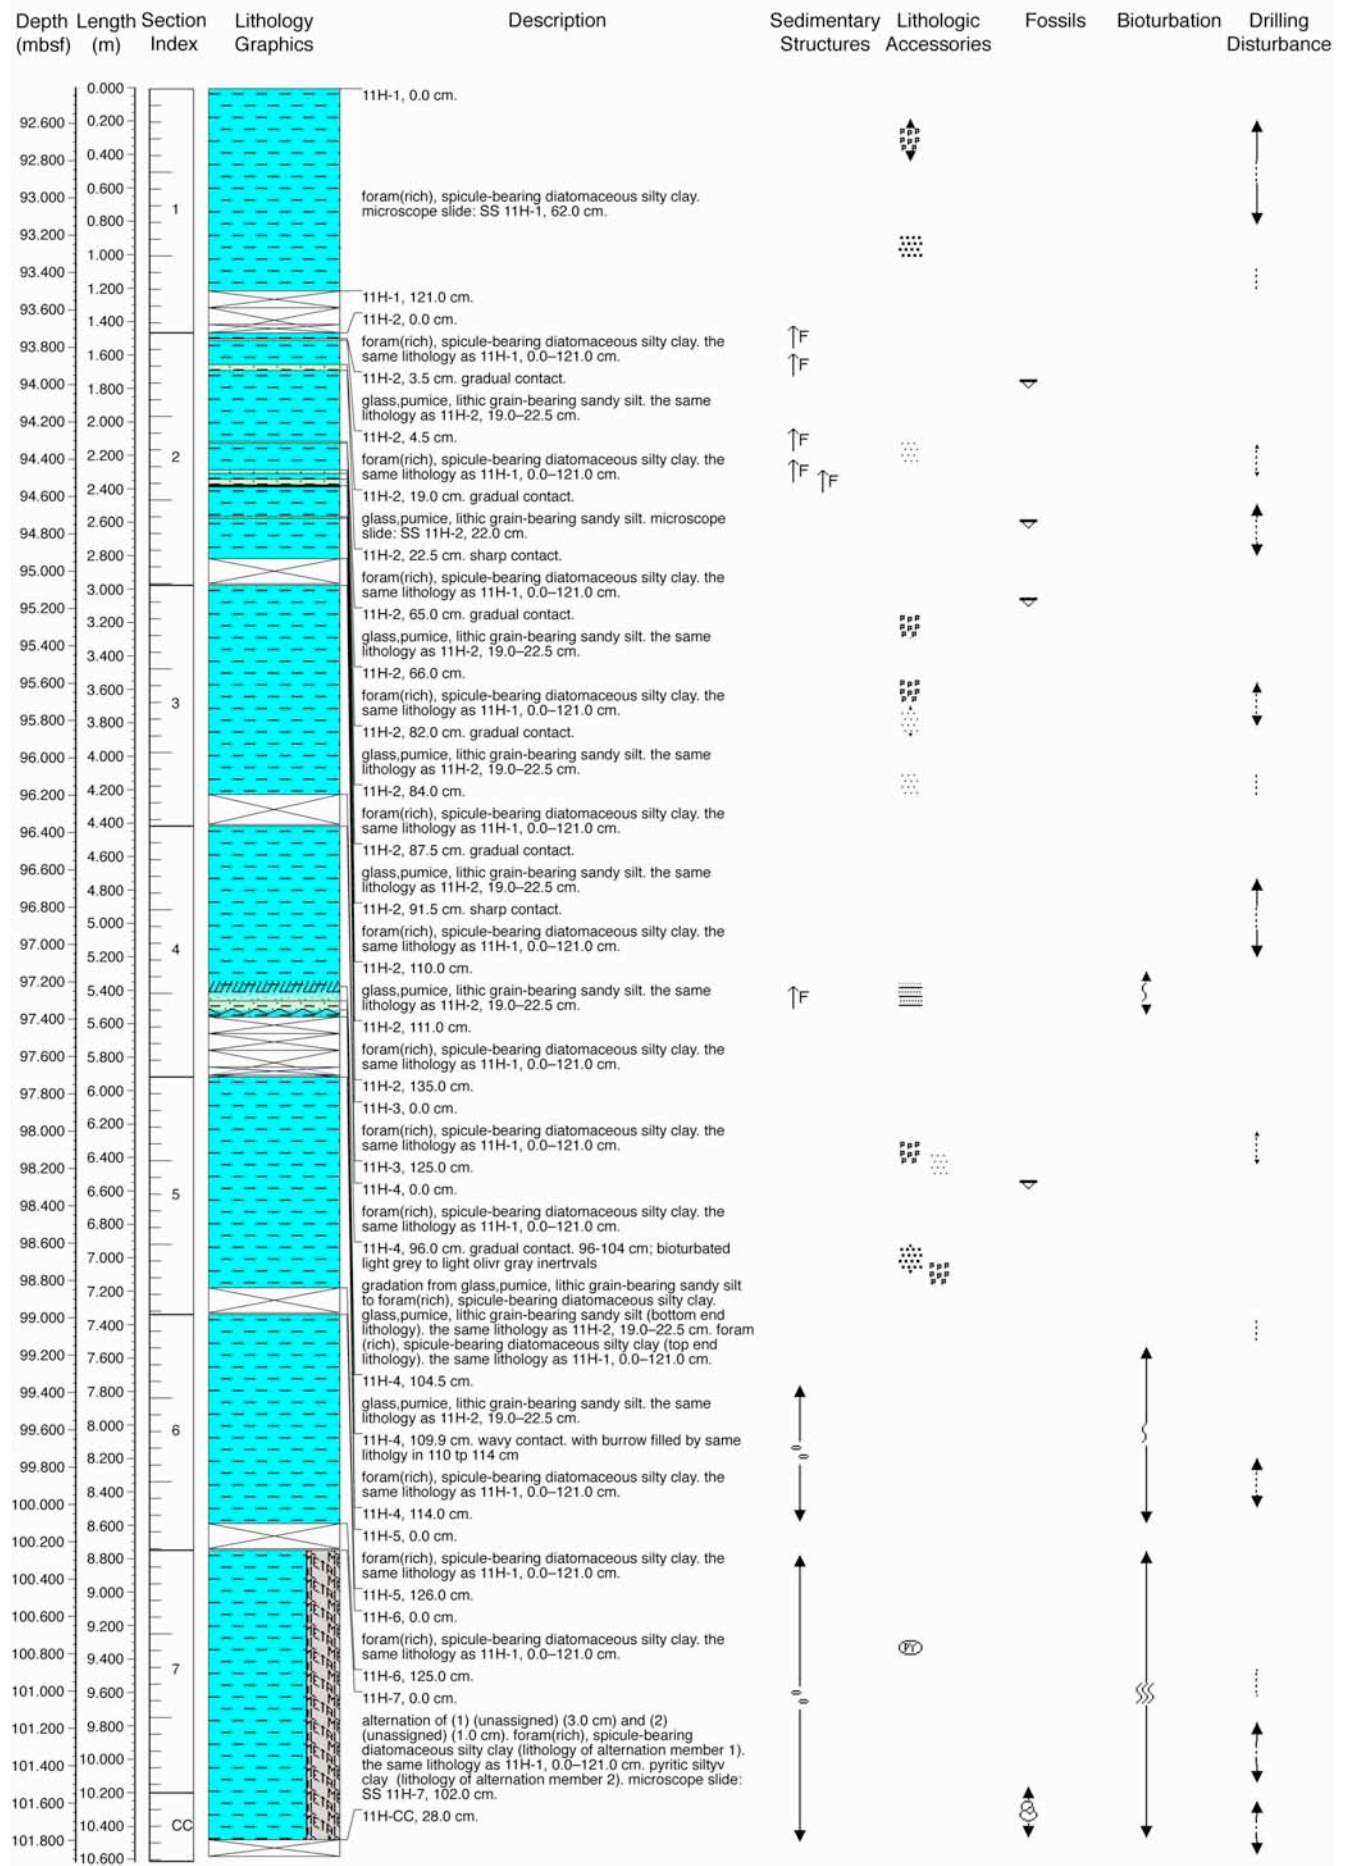 Depth Length Section Lithology Description Sedimentary Lithologic Fossils Bioturbation Drilling
(mbsf) (m) Index Graphics Structures Accessories Disturbance
0.000
92.600 0.200
92.800 0.400
93.000 0.600
93.200 0.800
93.400 1.000
93.600 1.200
93.800 1.400
94.000 1.600
94.200 1.800
94.400 2.000
94.600 2.200
94.800 2.400
95.000 2.600
95.200 2.800
95.400 3.000
95.600 3.200
95.800 3.400
96.000 3.600
96.200 3.800
96.400 4.000
96.600 4.200
96.800 4.400
97.000 4.600
97.200 4.800
97.400 5.000
97.600 5.200
97.800 5.400
98.000 5.600
98.200 5.800
98.400 6.000
98.600 6.200
98.800 6.400
99.000 6.600
99.200 6.800
99.400 7.000
99.600 7.200
99.800 7.400
100.000 7.600
100.200 7.800
100.400 8.000
100.600 8.200
100.800 8.400
101.000 8.600
101.200 8.800
101.400 9.000
101.600 9.200
101.800 9.400
9.600
9.800
10.000
10.200
10.400
10.600
1
2
3
4
5
6
7
CC
11H-1, 0.0 cm.
foram(rich), spicule-bearing diatomaceous silty clay.
microscope slide: SS 11H-1, 62.0 cm.
11H-1, 121.0 cm.
11H-2, 0.0 cm.
foram(rich), spicule-bearing diatomaceous silty clay. the
same lithology as 11H-1, 0.0–121.0 cm.
11H-2, 3.5 cm. gradual contact.
glass,pumice, lithic grain-bearing sandy silt. the same
lithology as 11H-2, 19.0–22.5 cm.
11H-2, 4.5 cm.
foram(rich), spicule-bearing diatomaceous silty clay. the
same lithology as 11H-1, 0.0–121.0 cm.
11H-2, 19.0 cm. gradual contact.
glass,pumice, lithic grain-bearing sandy silt. microscope
slide: SS 11H-2, 22.0 cm.
11H-2, 22.5 cm. sharp contact.
foram(rich), spicule-bearing diatomaceous silty clay. the
same lithology as 11H-1, 0.0–121.0 cm.
11H-2, 65.0 cm. gradual contact.
glass,pumice, lithic grain-bearing sandy silt. the same
lithology as 11H-2, 19.0–22.5 cm.
11H-2, 66.0 cm.
foram(rich), spicule-bearing diatomaceous silty clay. the
same lithology as 11H-1, 0.0–121.0 cm.
11H-2, 82.0 cm. gradual contact.
glass,pumice, lithic grain-bearing sandy silt. the same
lithology as 11H-2, 19.0–22.5 cm.
11H-2, 84.0 cm.
foram(rich), spicule-bearing diatomaceous silty clay. the
same lithology as 11H-1, 0.0–121.0 cm.
11H-2, 87.5 cm. gradual contact.
glass,pumice, lithic grain-bearing sandy silt. the same
lithology as 11H-2, 19.0–22.5 cm.
11H-2, 91.5 cm. sharp contact.
foram(rich), spicule-bearing diatomaceous silty clay. the
same lithology as 11H-1, 0.0–121.0 cm.
11H-2, 110.0 cm.
glass,pumice, lithic grain-bearing sandy silt. the same
lithology as 11H-2, 19.0–22.5 cm.
11H-2, 111.0 cm.
foram(rich), spicule-bearing diatomaceous silty clay. the
same lithology as 11H-1, 0.0–121.0 cm.
11H-2, 135.0 cm.
11H-3, 0.0 cm.
foram(rich), spicule-bearing diatomaceous silty clay. the
same lithology as 11H-1, 0.0–121.0 cm.
11H-3, 125.0 cm.
11H-4, 0.0 cm.
foram(rich), spicule-bearing diatomaceous silty clay. the
same lithology as 11H-1, 0.0–121.0 cm.
11H-4, 96.0 cm. gradual contact. 96-104 cm; bioturbated
light grey to light olivr gray inertrvals
gradation from glass,pumice, lithic grain-bearing sandy silt
to foram(rich), spicule-bearing diatomaceous silty clay.
glass,pumice, lithic grain-bearing sandy silt (bottom end
lithology). the same lithology as 11H-2, 19.0–22.5 cm. foram
(rich), spicule-bearing diatomaceous silty clay (top end
lithology). the same lithology as 11H-1, 0.0–121.0 cm.
11H-4, 104.5 cm.
glass,pumice, lithic grain-bearing sandy silt. the same
lithology as 11H-2, 19.0–22.5 cm.
11H-4, 109.9 cm. wavy contact. with burrow filled by same
litholgy in 110 tp 114 cm
foram(rich), spicule-bearing diatomaceous silty clay. the
same lithology as 11H-1, 0.0–121.0 cm.
11H-4, 114.0 cm.
11H-5, 0.0 cm.
foram(rich), spicule-bearing diatomaceous silty clay. the
same lithology as 11H-1, 0.0–121.0 cm.
11H-5, 126.0 cm.
11H-6, 0.0 cm.
foram(rich), spicule-bearing diatomaceous silty clay. the
same lithology as 11H-1, 0.0–121.0 cm.
11H-6, 125.0 cm.
11H-7, 0.0 cm.
alternation of (1) (unassigned) (3.0 cm) and (2)
(unassigned) (1.0 cm). foram(rich), spicule-bearing
diatomaceous silty clay (lithology of alternation member 1).
the same lithology as 11H-1, 0.0–121.0 cm. pyritic siltyv
clay (lithology of alternation member 2). microscope slide:
SS 11H-7, 102.0 cm.
11H-CC, 28.0 cm.
F
F
F
F
F
F
PY